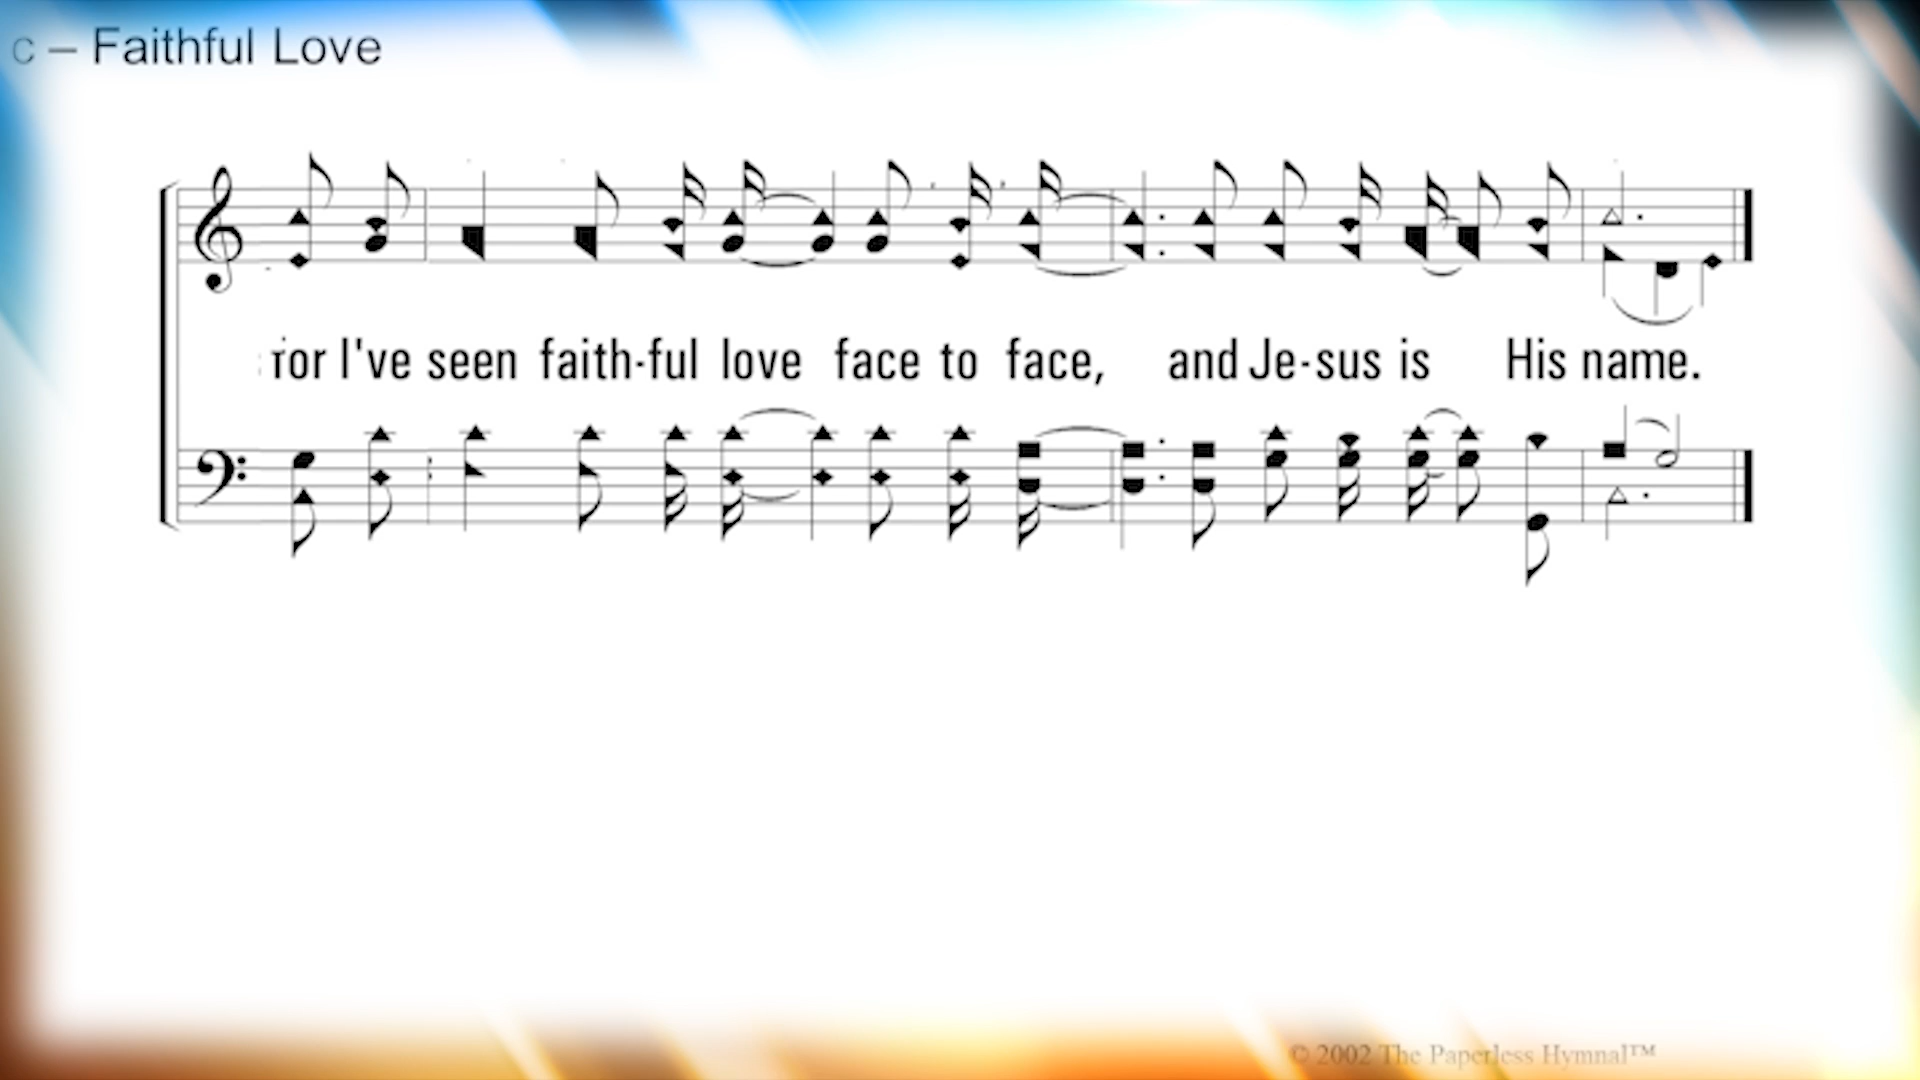 c – Faithful Love
for I've seen faith-ful love face to face, and Je-sus is His name.
© 2002 The Paperless Hymnal™